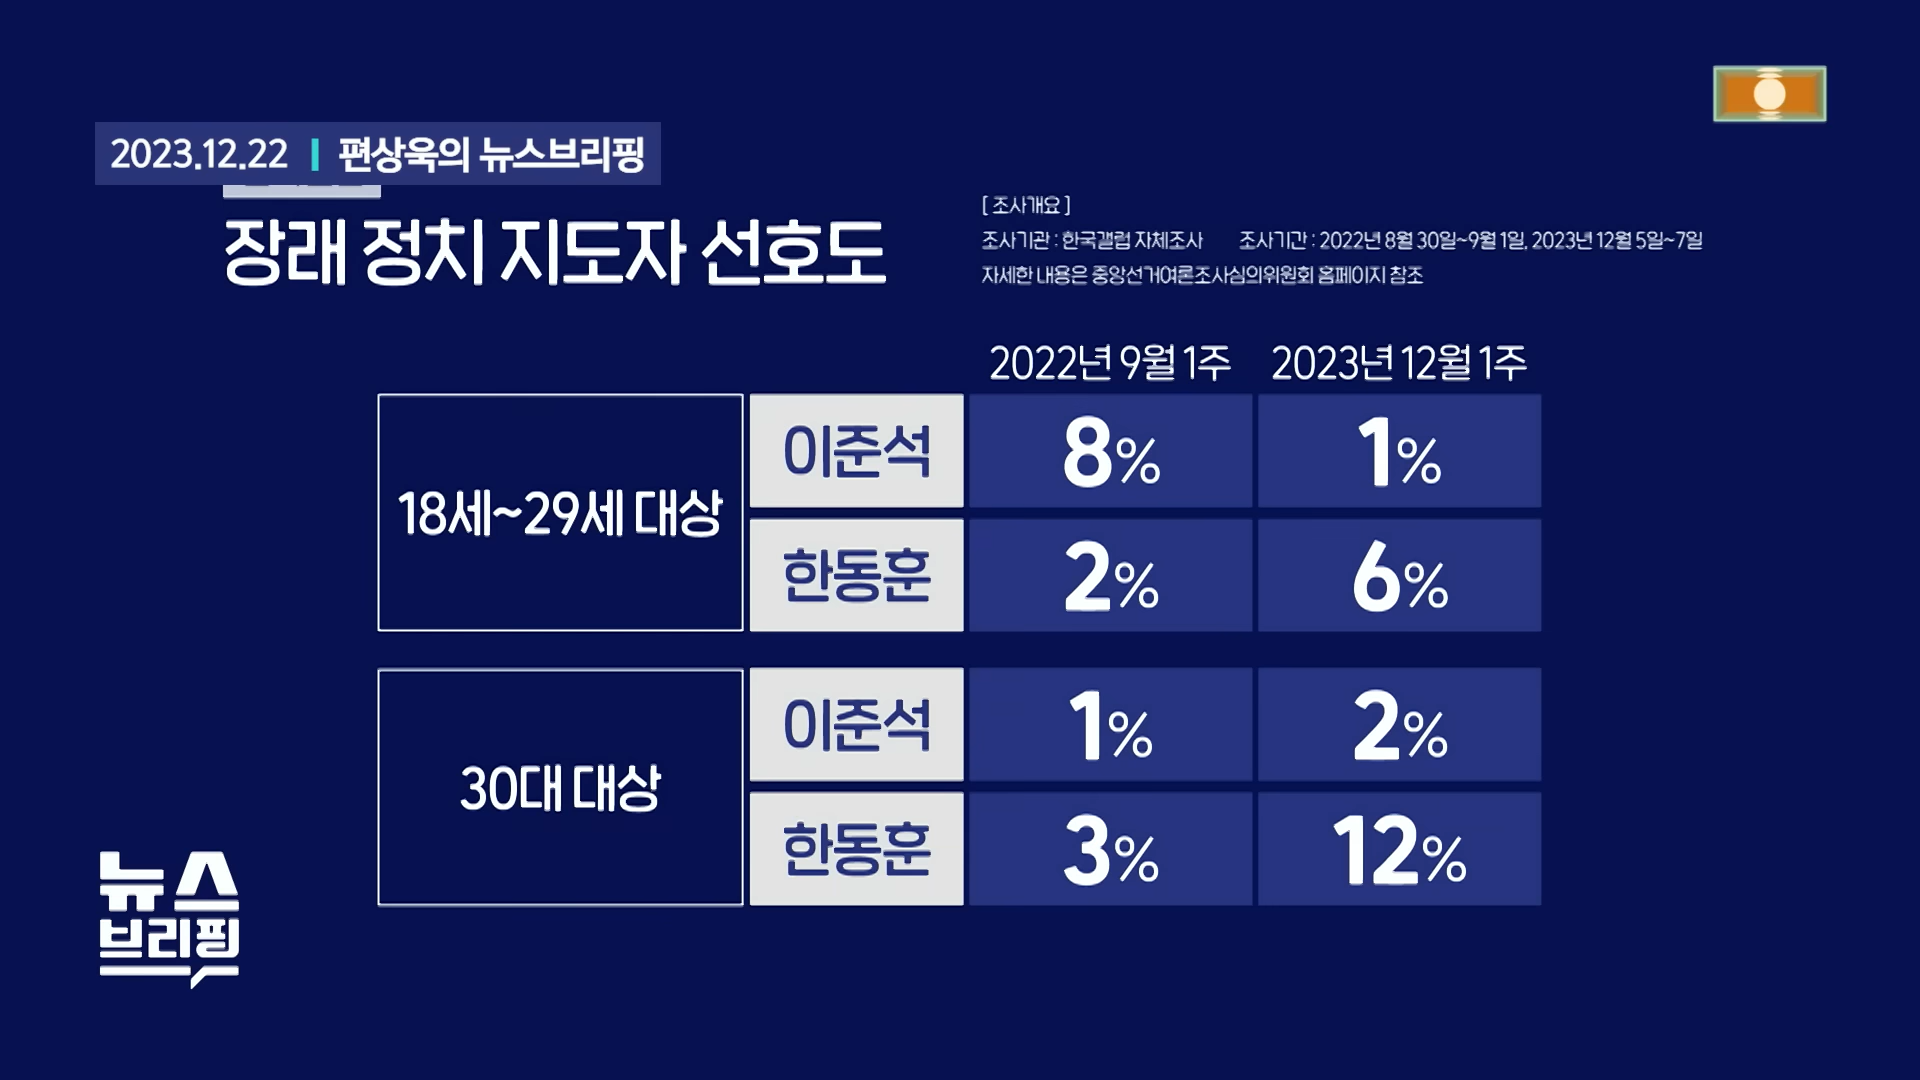 2023.12.22 | 편상욱의 뉴스브리핑
장래 정치 지도자 선호도
[ 조사개요 ]
조사기관 : 한국갤럽 자체조사 조사기간 : 2022년 8월 30일~9월 1일, 2023년 12월 5일~7일
자세한 내용은 중앙선거여론조사심의위원회 홈페이지 참조
2022년 9월 1주 2023년 12월 1주
18세~29세 대상
이준석 8% 1%
한동훈 2% 6%
30대 대상
이준석 1% 2%
한동훈 3% 12%
뉴스
브리핑